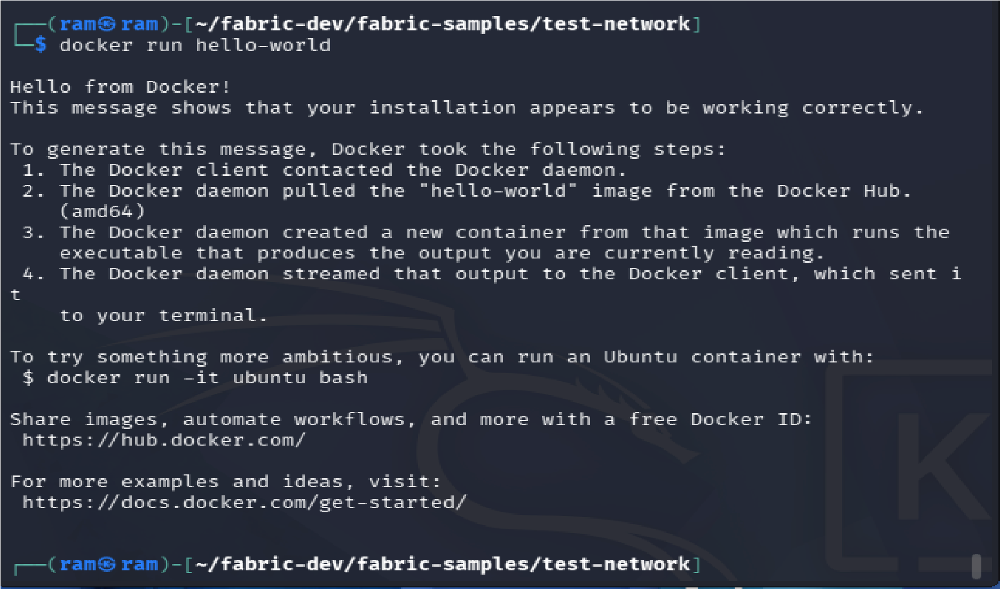 ┌──(ram㉿ram)-[~/fabric-dev/fabric-samples/test-network]
└─$ docker run hello-world

Hello from Docker!
This message shows that your installation appears to be working correctly.

To generate this message, Docker took the following steps:
 1. The Docker client contacted the Docker daemon.
 2. The Docker daemon pulled the "hello-world" image from the Docker Hub.
    (amd64)
 3. The Docker daemon created a new container from that image which runs the
    executable that produces the output you are currently reading.
 4. The Docker daemon streamed that output to the Docker client, which sent i
t
    to your terminal.

To try something more ambitious, you can run an Ubuntu container with:
 $ docker run -it ubuntu bash

Share images, automate workflows, and more with a free Docker ID:
 https://hub.docker.com/

For more examples and ideas, visit:
 https://docs.docker.com/get-started/

┌──(ram㉿ram)-[~/fabric-dev/fabric-samples/test-network]